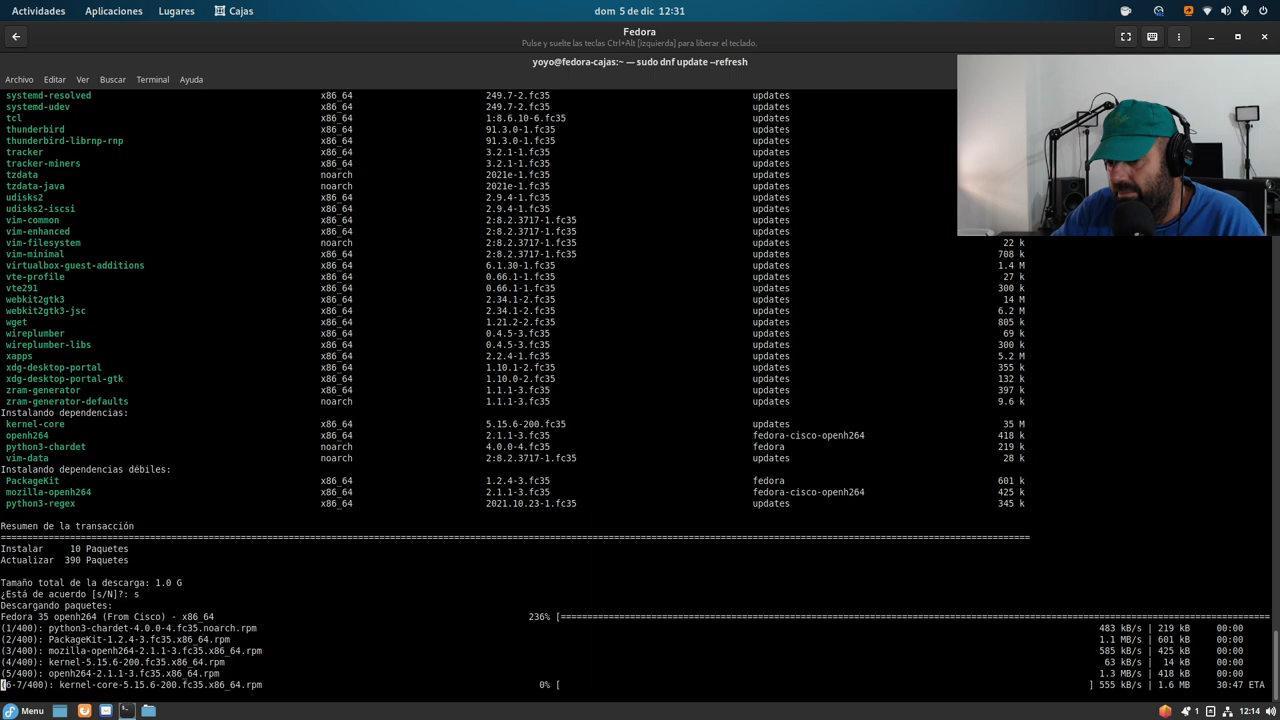 Actividades Aplicaciones Lugares Cajas dom 5 de dic 12:31
Fedora
Pulse y suelte las teclas Ctrl+Alt [izquierda] para liberar el teclado.
yoyo@fedora-cajas:~ — sudo dnf update --refresh
Archivo Editar Ver Buscar Terminal Ayuda
systemd-resolved x86_64 249.7-2.fc35 updates
systemd-udev x86_64 249.7-2.fc35 updates
tcl x86_64 1:8.6.10-6.fc35 updates
thunderbird x86_64 91.3.0-1.fc35 updates
thunderbird-librnp-rnp x86_64 91.3.0-1.fc35 updates
tracker x86_64 3.2.1-1.fc35 updates
tracker-miners x86_64 3.2.1-1.fc35 updates
tzdata noarch 2021e-1.fc35 updates
tzdata-java noarch 2021e-1.fc35 updates
udisks2 x86_64 2.9.4-1.fc35 updates
udisks2-iscsi x86_64 2.9.4-1.fc35 updates
vim-common x86_64 2:8.2.3717-1.fc35 updates
vim-enhanced x86_64 2:8.2.3717-1.fc35 updates
vim-filesystem noarch 2:8.2.3717-1.fc35 updates 22 k
vim-minimal x86_64 2:8.2.3717-1.fc35 updates 708 k
virtualbox-guest-additions x86_64 6.1.30-1.fc35 updates 1.4 M
vte-profile x86_64 0.66.1-1.fc35 updates 27 k
vte291 x86_64 0.66.1-1.fc35 updates 300 k
webkit2gtk3 x86_64 2.34.1-2.fc35 updates 14 M
webkit2gtk3-jsc x86_64 2.34.1-2.fc35 updates 6.2 M
wget x86_64 1.21.2-2.fc35 updates 805 k
wireplumber x86_64 0.4.5-3.fc35 updates 69 k
wireplumber-libs x86_64 0.4.5-3.fc35 updates 300 k
xapps x86_64 2.2.4-1.fc35 updates 5.2 M
xdg-desktop-portal x86_64 1.10.1-2.fc35 updates 355 k
xdg-desktop-portal-gtk x86_64 1.10.0-2.fc35 updates 132 k
zram-generator x86_64 1.1.1-3.fc35 updates 397 k
zram-generator-defaults noarch 1.1.1-3.fc35 updates 9.6 k
Instalando dependencias:
kernel-core x86_64 5.15.6-200.fc35 updates 35 M
openh264 x86_64 2.1.1-3.fc35 fedora-cisco-openh264 418 k
python3-chardet noarch 4.0.0-4.fc35 fedora 219 k
vim-data noarch 2:8.2.3717-1.fc35 updates 28 k
Instalando dependencias débiles:
PackageKit x86_64 1.2.4-3.fc35 fedora 601 k
mozilla-openh264 x86_64 2.1.1-3.fc35 fedora-cisco-openh264 425 k
python3-regex x86_64 2021.10.23-1.fc35 updates 345 k
Resumen de la transacción
Instalar 10 Paquetes
Actualizar 390 Paquetes
Tamaño total de la descarga: 1.0 G
¿Está de acuerdo [s/N]?: s
Descargando paquetes:
Fedora 35 openh264 (From Cisco) - x86_64 236% [=====
(1/400): python3-chardet-4.0.0-4.fc35.noarch.rpm 483 kB/s | 219 kB 00:00
(2/400): PackageKit-1.2.4-3.fc35.x86_64.rpm 1.1 MB/s | 601 kB 00:00
(3/400): mozilla-openh264-2.1.1-3.fc35.x86_64.rpm 585 kB/s | 425 kB 00:00
(4/400): kernel-5.15.6-200.fc35.x86_64.rpm 63 kB/s | 14 kB 00:00
(5/400): openh264-2.1.1-3.fc35.x86_64.rpm 1.3 MB/s | 418 kB 00:00
(6-7/400): kernel-core-5.15.6-200.fc35.x86_64.rpm 0% [ ] 555 kB/s | 1.6 MB 30:47 ETA
Menu 1 12:14